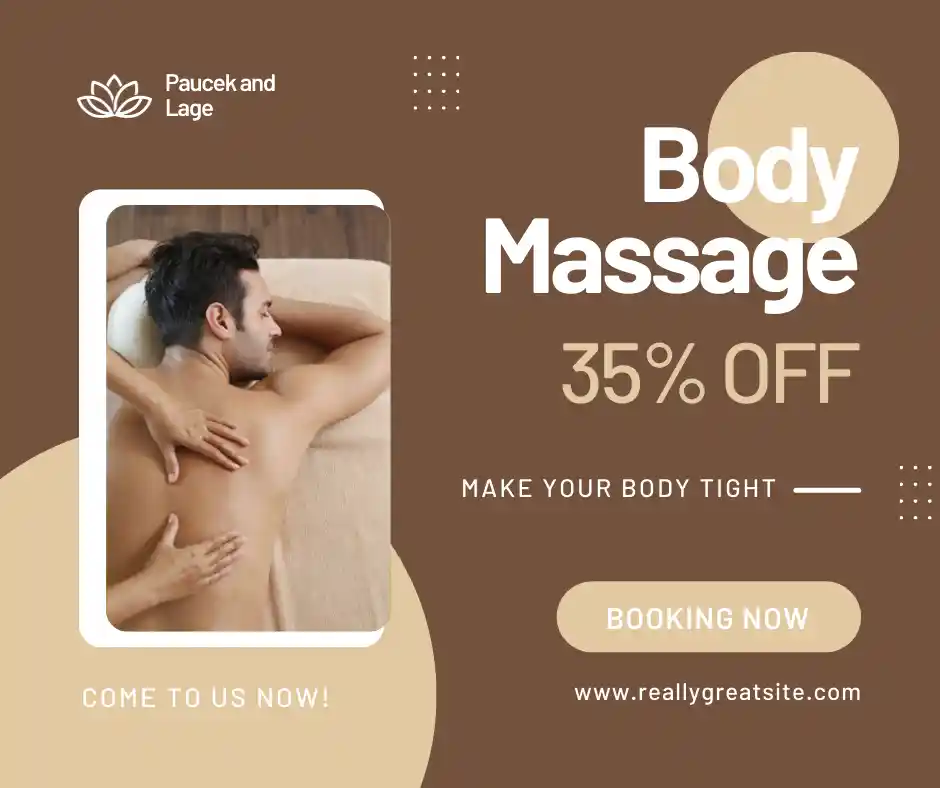 Paucek and
Lage
Body
Massage
35% OFF
MAKE YOUR BODY TIGHT
BOOKING NOW
www.reallygreatsite.com
COME TO US NOW!